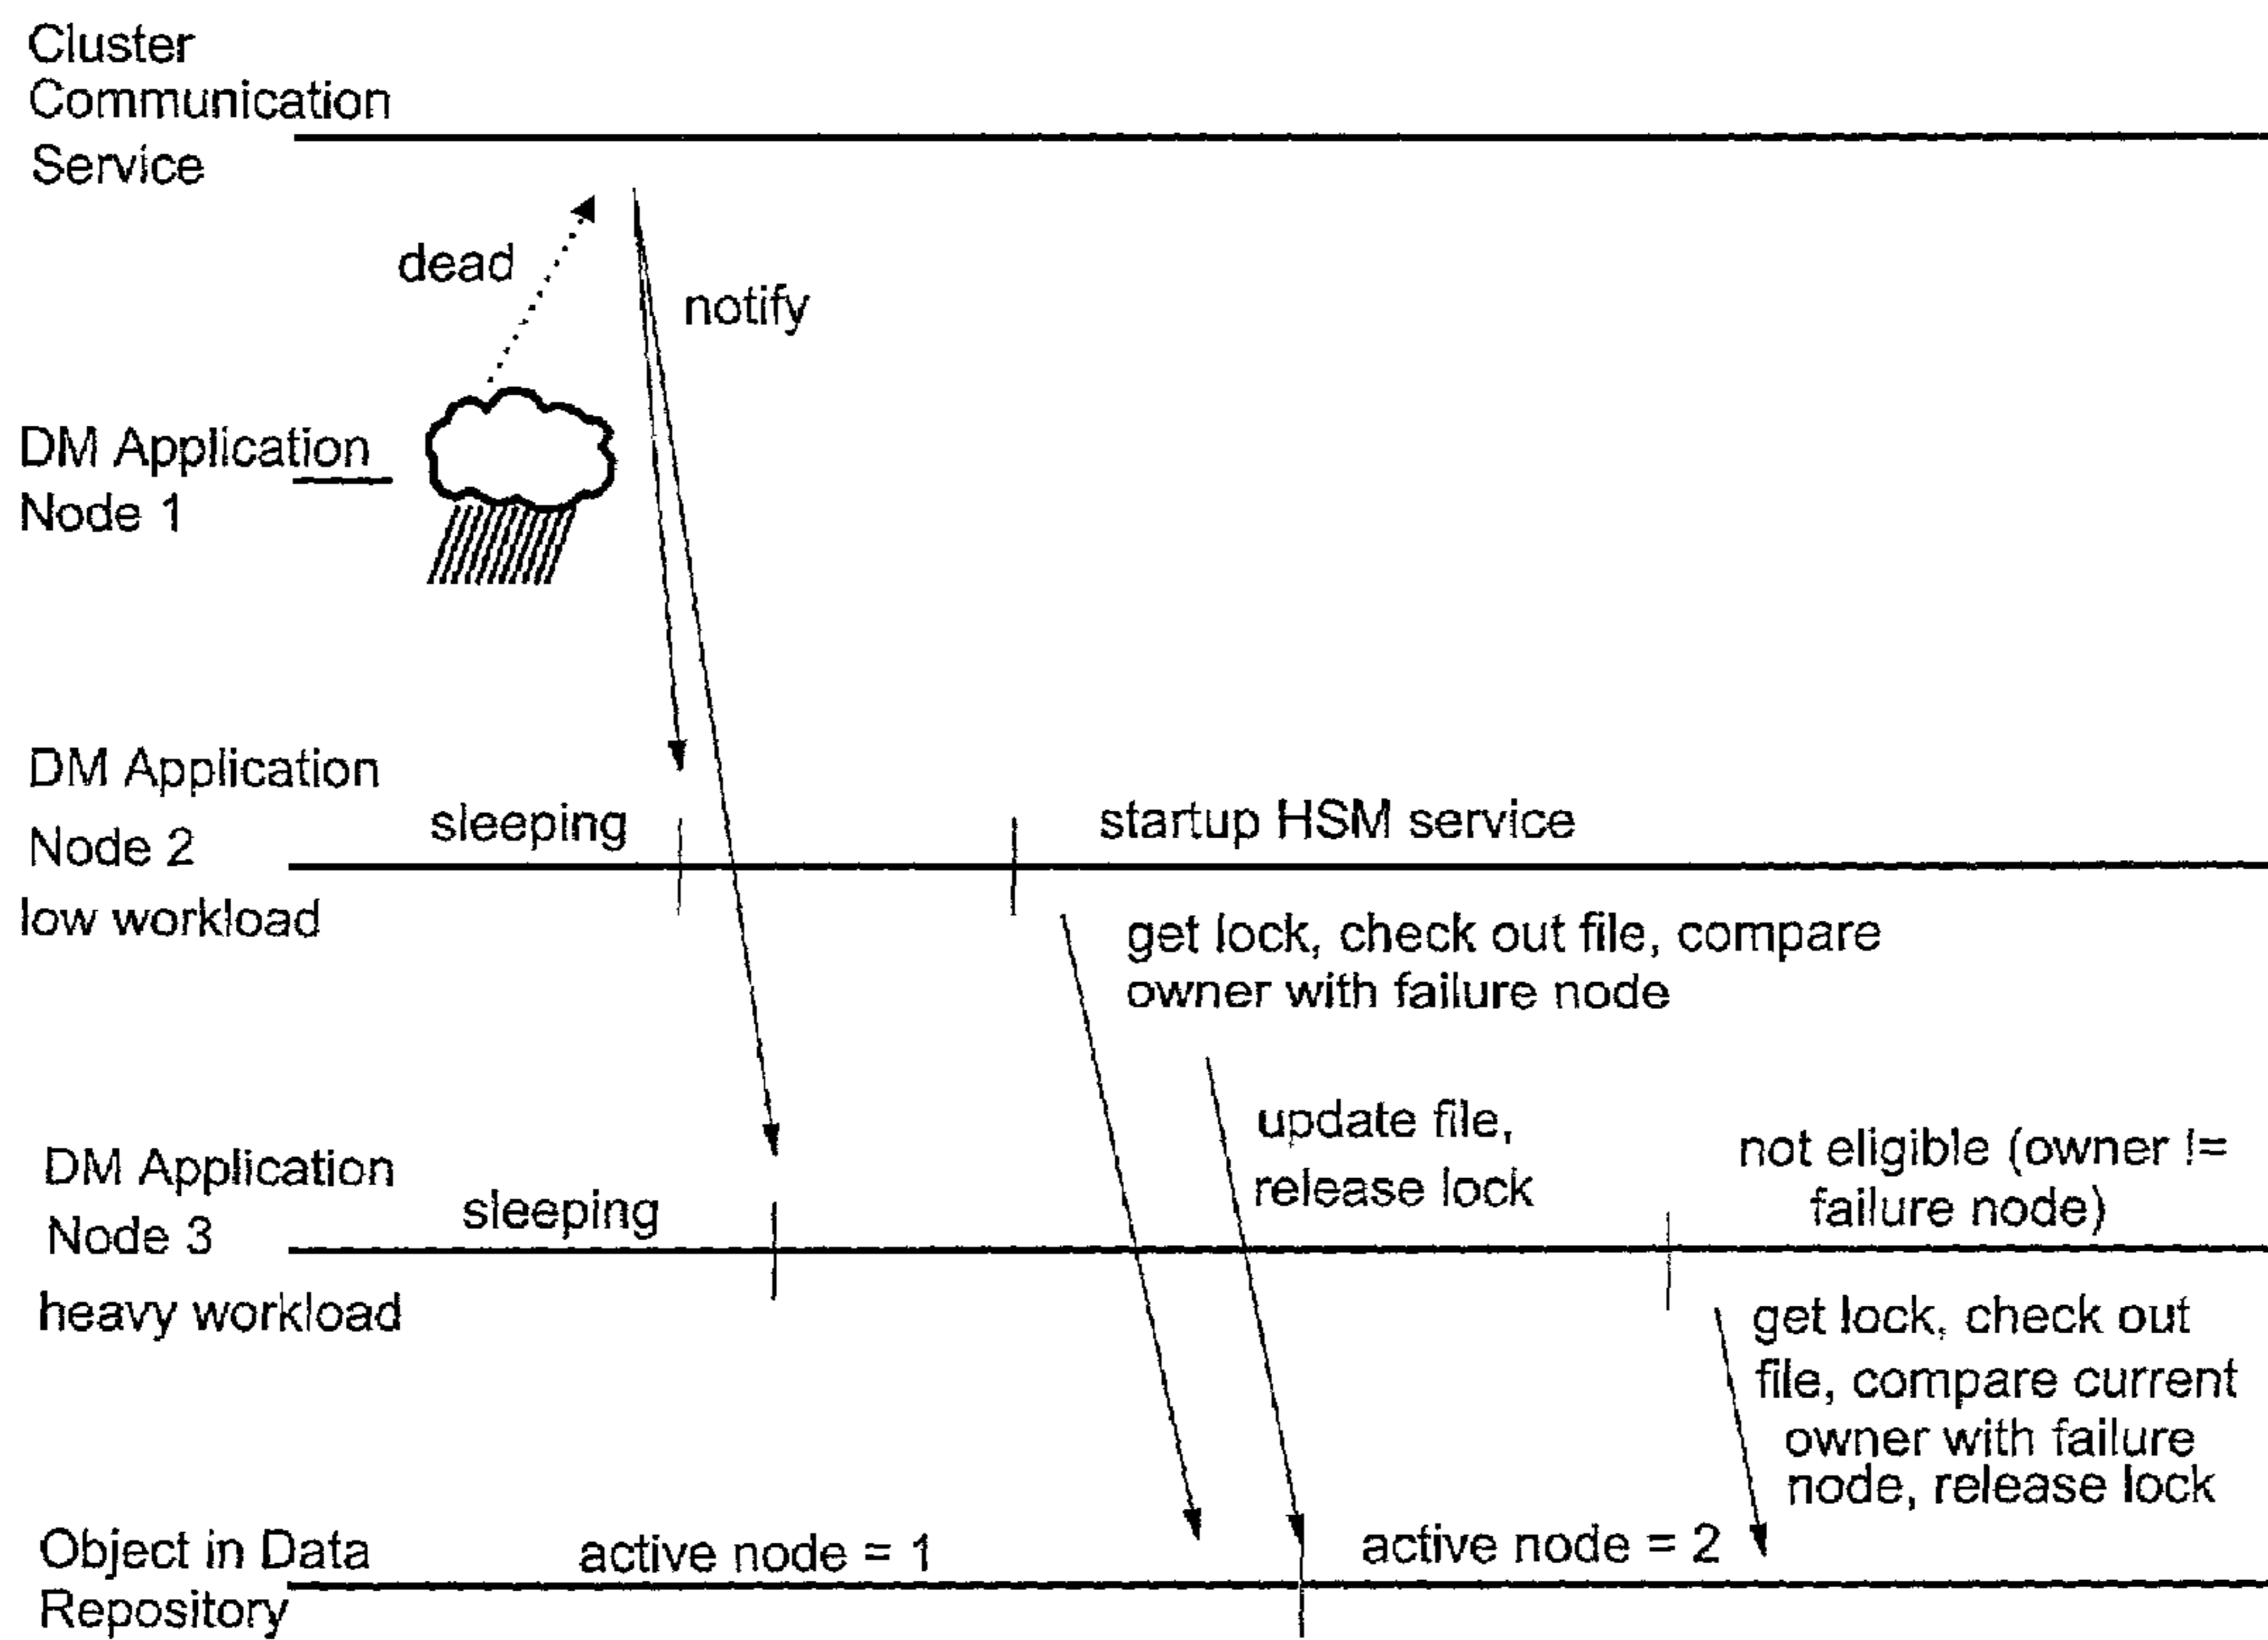 Cluster
Communication
Service
dead
notify
DM Application
Node 1
DM Application
Node 2
low workload
sleeping
startup HSM service
get lock, check out file, compare
owner with failure node
update file,
release lock
DM Application
Node 3
heavy workload
sleeping
not eligible (owner !=
failure node)
get lock, check out
file, compare current
owner with failure
node, release lock
Object in Data
Repository
active node = 1
active node = 2